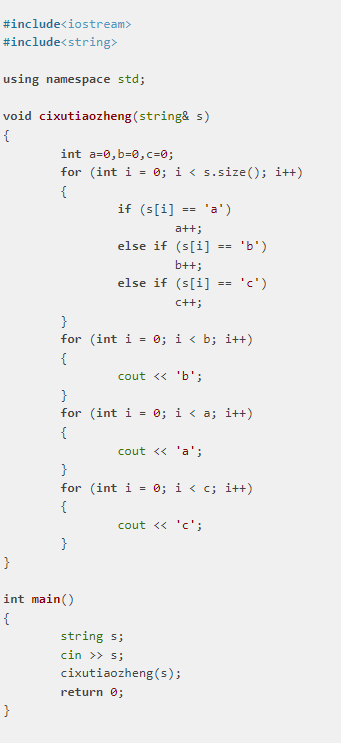 #include<iostream>
#include<string>
using namespace std;
void cixutiaozheng(string& s)
{
int a=0,b=0,c=0;
for (int i = 0; i < s.size(); i++)
{
if (s[i] == 'a')
a++;
else if (s[i] == 'b')
b++;
else if (s[i] == 'c')
c++;
}
for (int i = 0; i < b; i++)
{
cout << 'b';
}
for (int i = 0; i < a; i++)
{
cout << 'a';
}
for (int i = 0; i < c; i++)
{
cout << 'c';
}
}
int main()
{
string s;
cin >> s;
cixutiaozheng(s);
return 0;
}